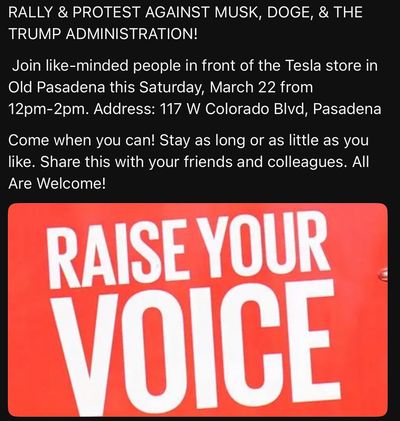 RALLY & PROTEST AGAINST MUSK, DOGE, & THE
TRUMP ADMINISTRATION!
Join like-minded people in front of the Tesla store in
Old Pasadena this Saturday, March 22 from
12pm-2pm. Address: 117 W Colorado Blvd, Pasadena
Come when you can! Stay as long or as little as you
like. Share this with your friends and colleagues. All
Are Welcome!
RAISE YOUR
VOICE